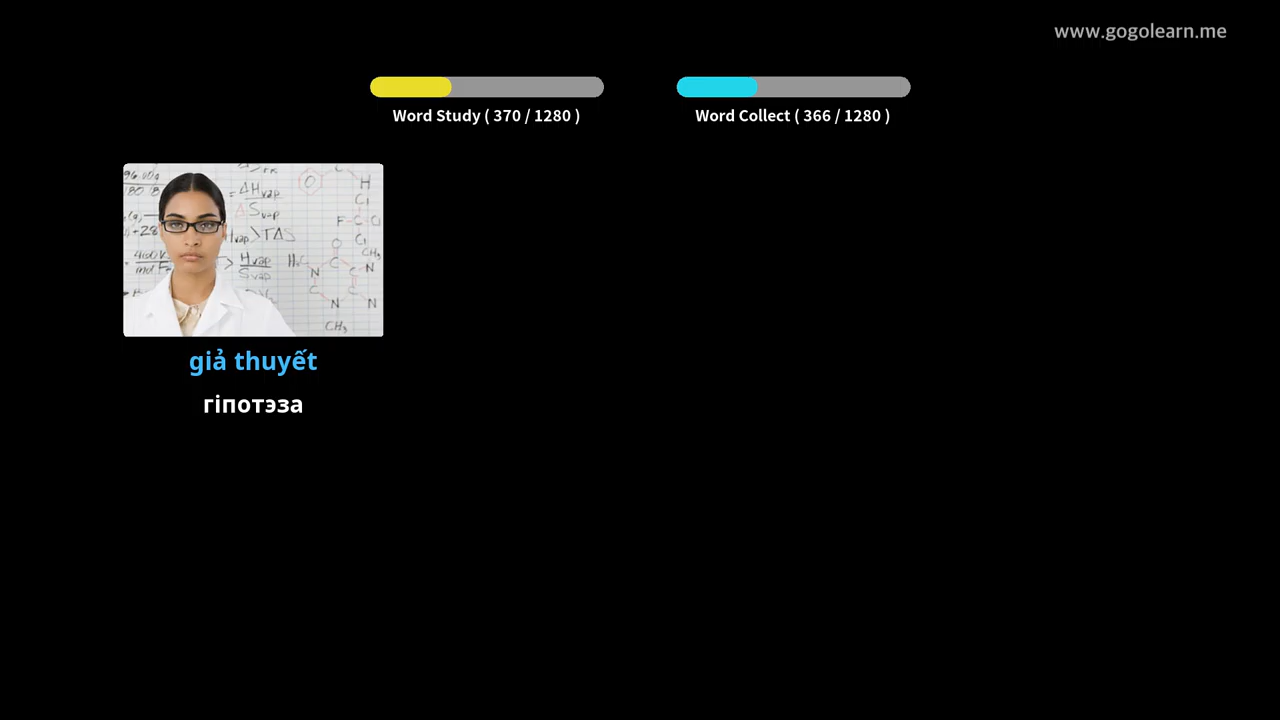 www.gogolearn.me
Word Study ( 370 / 1280 )
Word Collect ( 366 / 1280 )
giả thuyết
гіпотэза